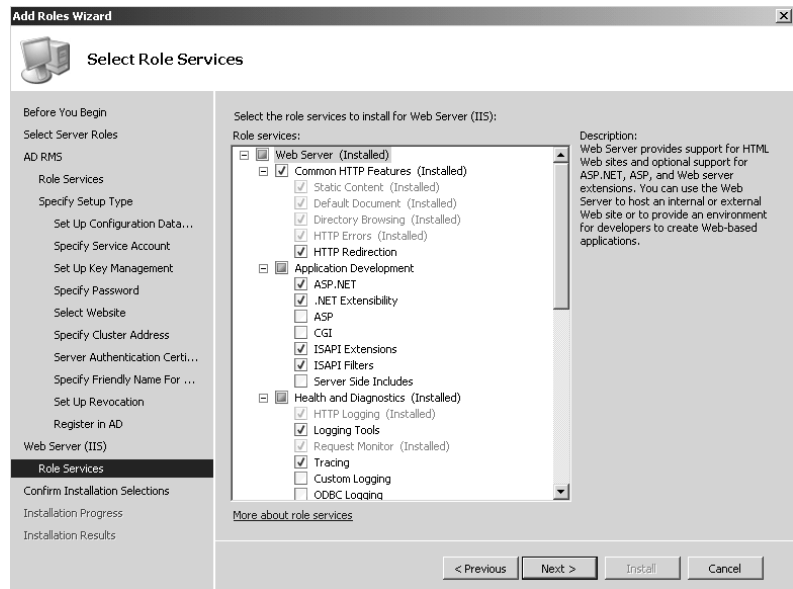 Add Roles Wizard
Select Role Services
Before You Begin
Select Server Roles
AD RMS
Role Services
Specify Setup Type
Set Up Configuration Data...
Specify Service Account
Set Up Key Management
Specify Password
Select Website
Specify Cluster Address
Server Authentication Certi...
Specify Friendly Name For ...
Set Up Revocation
Register in AD
Web Server (IIS)
Role Services
Confirm Installation Selections
Installation Progress
Installation Results
Select the role services to install for Web Server (IIS):
Role services:
Web Server (Installed)
Common HTTP Features (Installed)
Static Content (Installed)
Default Document (Installed)
Directory Browsing (Installed)
HTTP Errors (Installed)
HTTP Redirection
Application Development
ASP.NET
.NET Extensibility
ASP
CGI
ISAPI Extensions
ISAPI Filters
Server Side Includes
Health and Diagnostics (Installed)
HTTP Logging (Installed)
Logging Tools
Request Monitor (Installed)
Tracing
Custom Logging
ODBC Logging
More about role services
Description:
Web Server provides support for HTML
Web sites and optional support for
ASP.NET, ASP, and Web server
extensions. You can use the Web
Server to host an internal or external
Web site or to provide an environment
for developers to create Web-based
applications.
< Previous
Next >
Install
Cancel